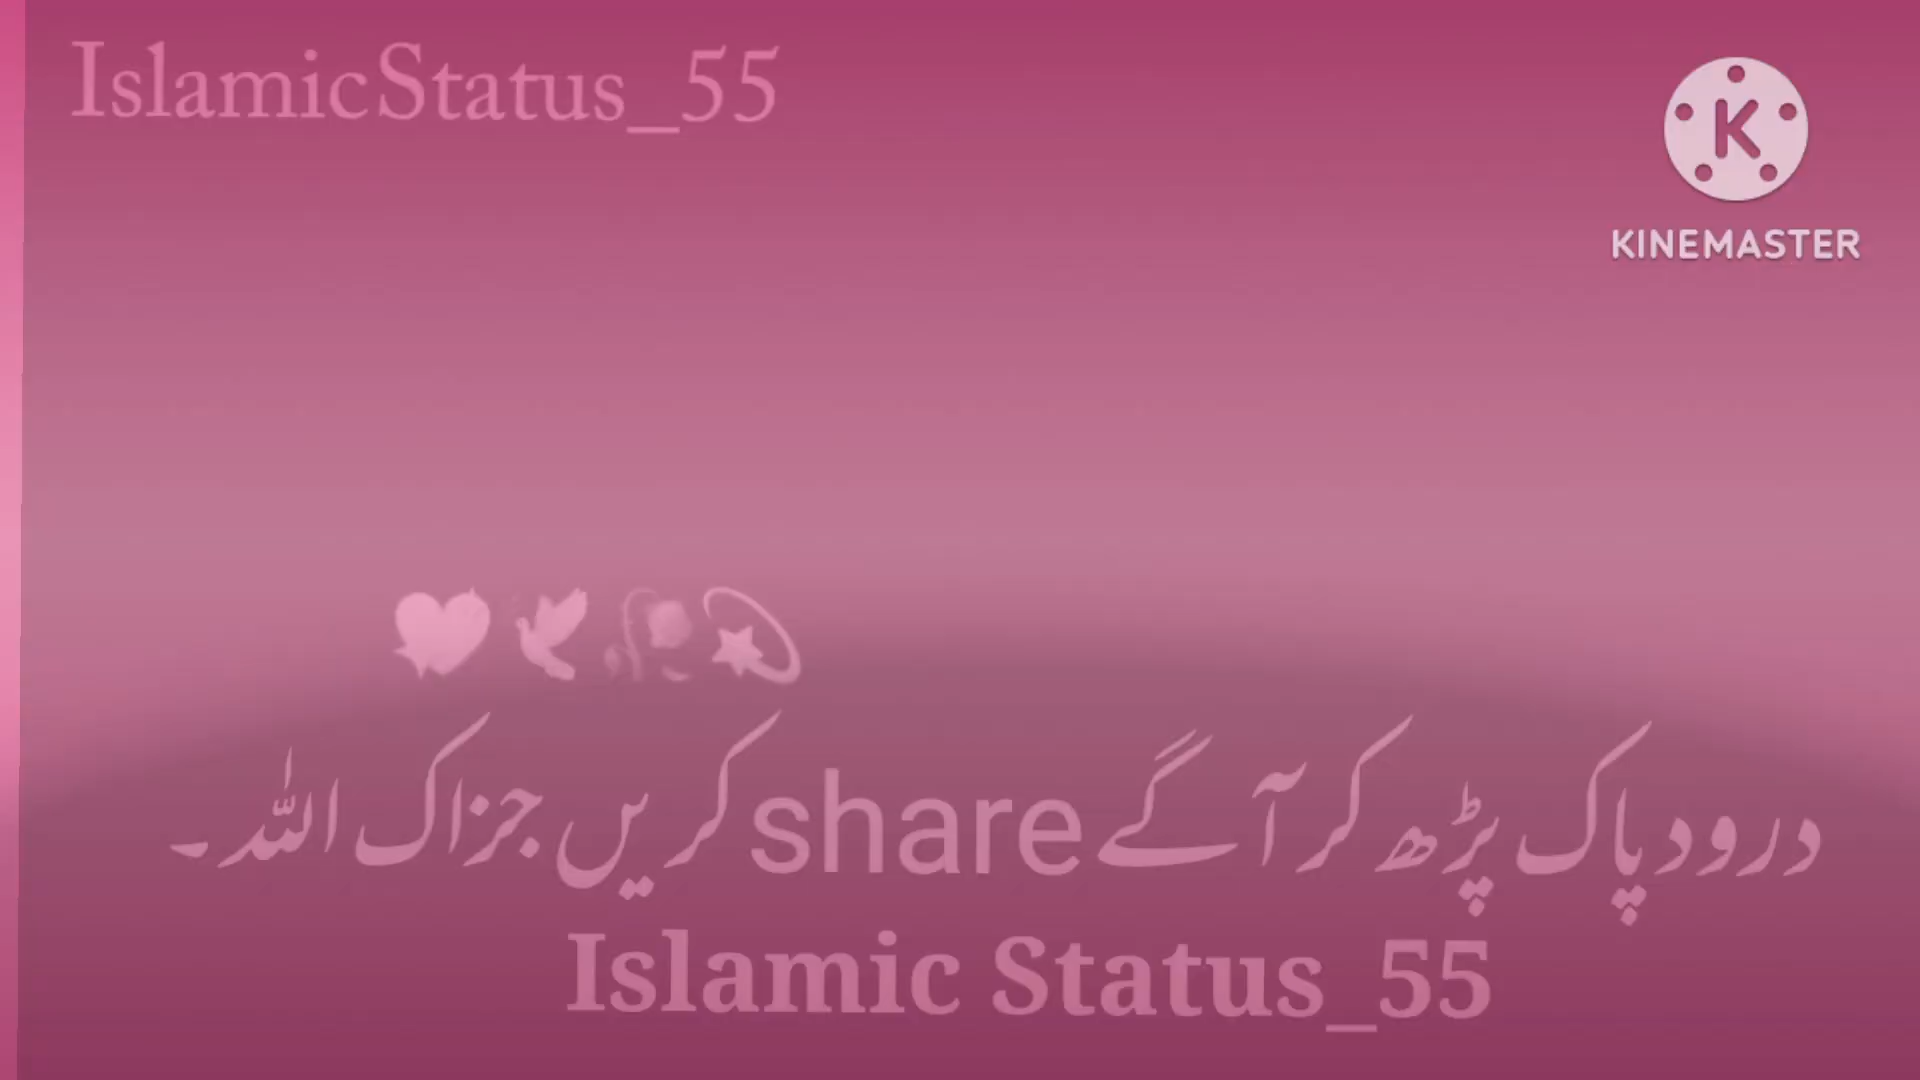 IslamicStatus_55
KINEMASTER
درود پاک پڑھ کر آگے share کریں جزاک اللہ ۔
Islamic Status_55